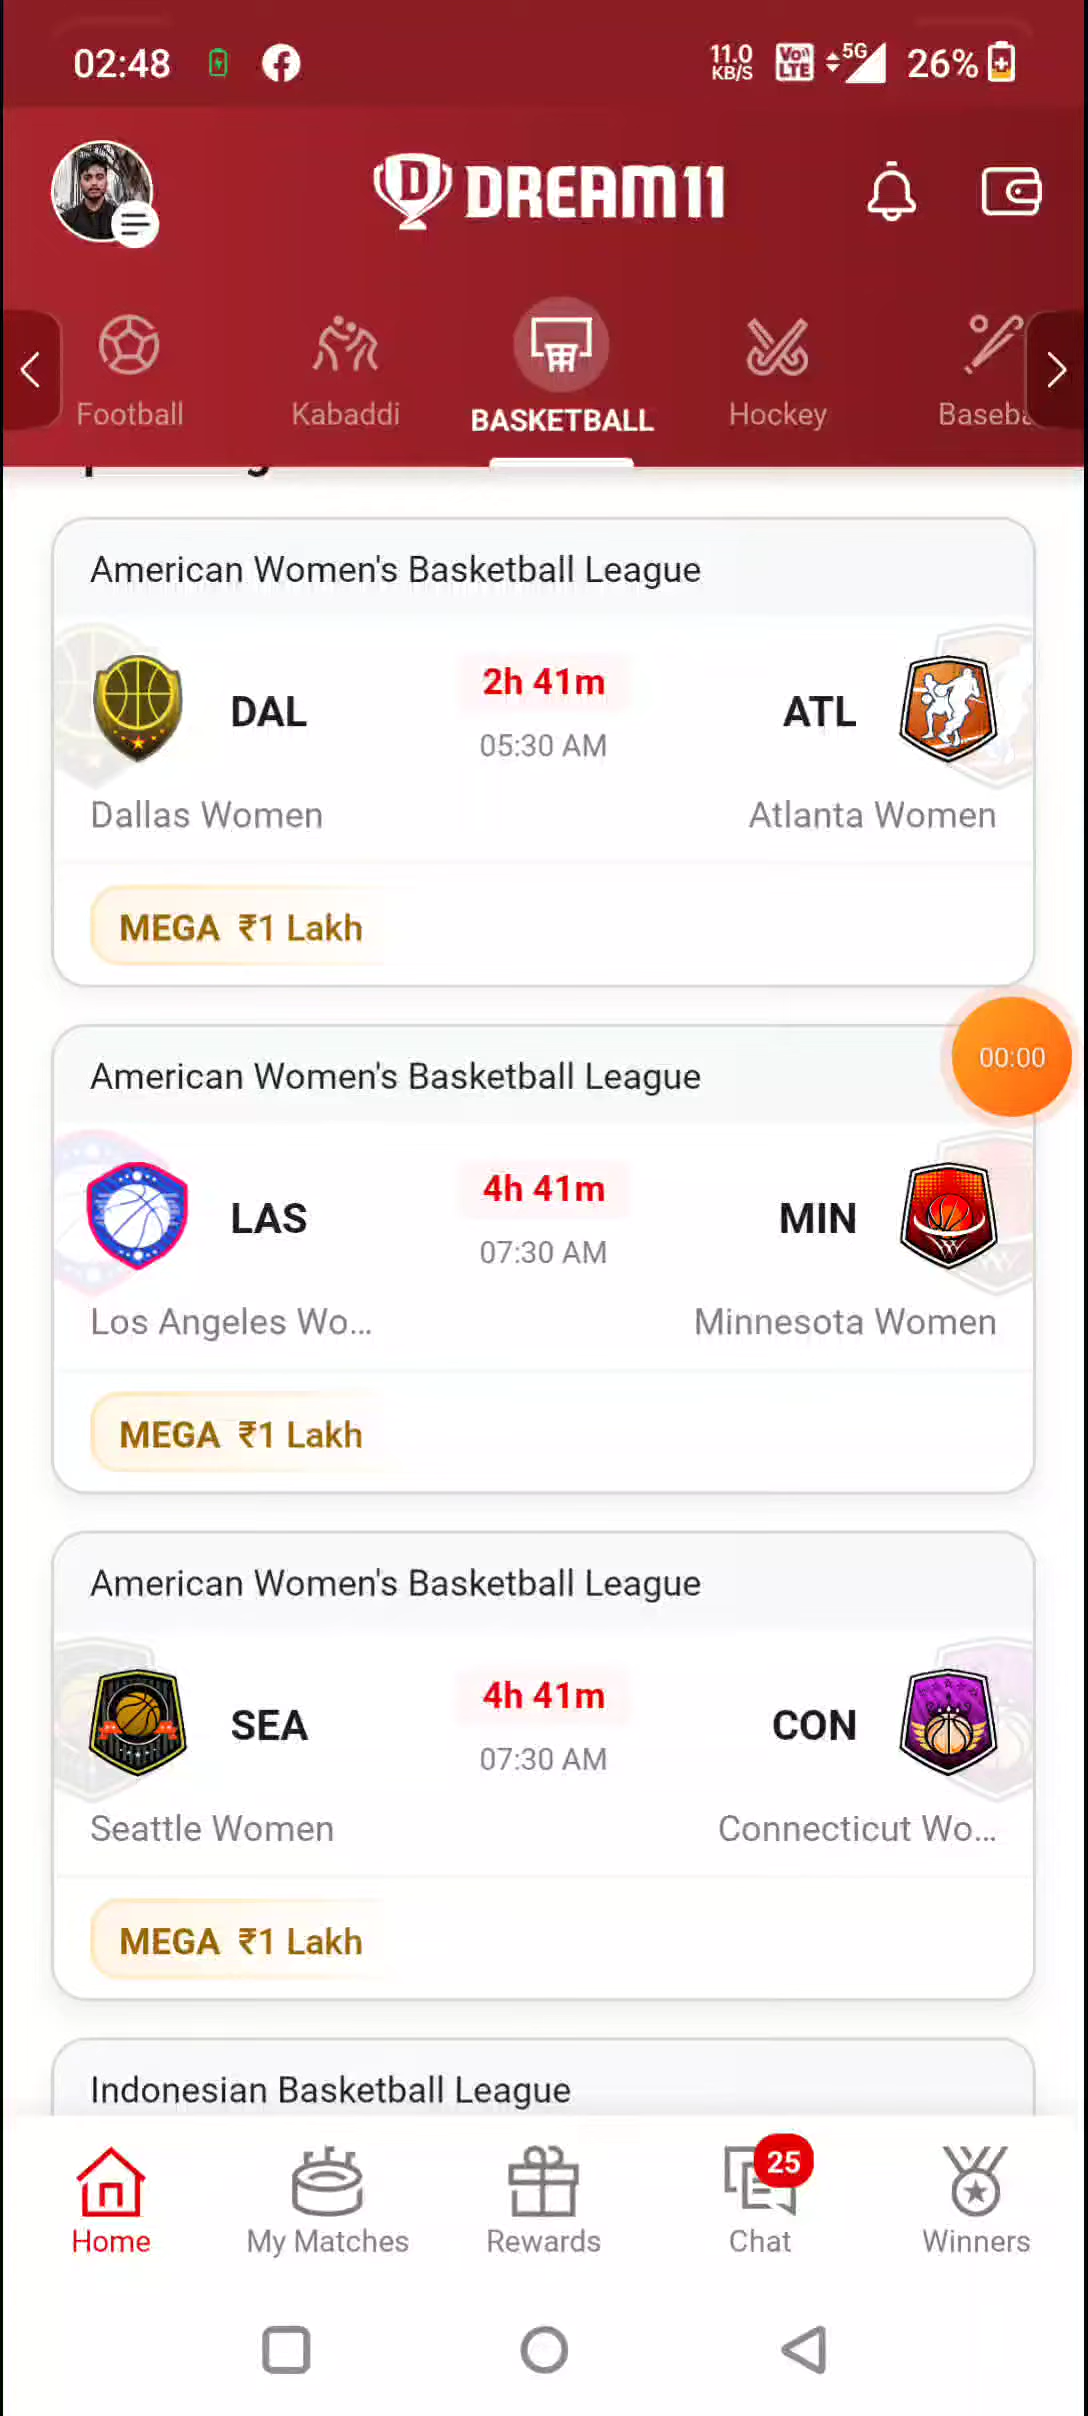 02:48
11.0 KB/S
VoLTE
5G
26%
DREAM11
Football
Kabaddi
BASKETBALL
Hockey
Baseba
American Women's Basketball League
2h 41m
DAL
ATL
05:30 AM
Dallas Women
Atlanta Women
MEGA ₹1 Lakh
00:00
American Women's Basketball League
4h 41m
LAS
MIN
07:30 AM
Los Angeles Wo...
Minnesota Women
MEGA ₹1 Lakh
American Women's Basketball League
4h 41m
SEA
CON
07:30 AM
Seattle Women
Connecticut Wo...
MEGA ₹1 Lakh
Indonesian Basketball League
25
Home
My Matches
Rewards
Chat
Winners